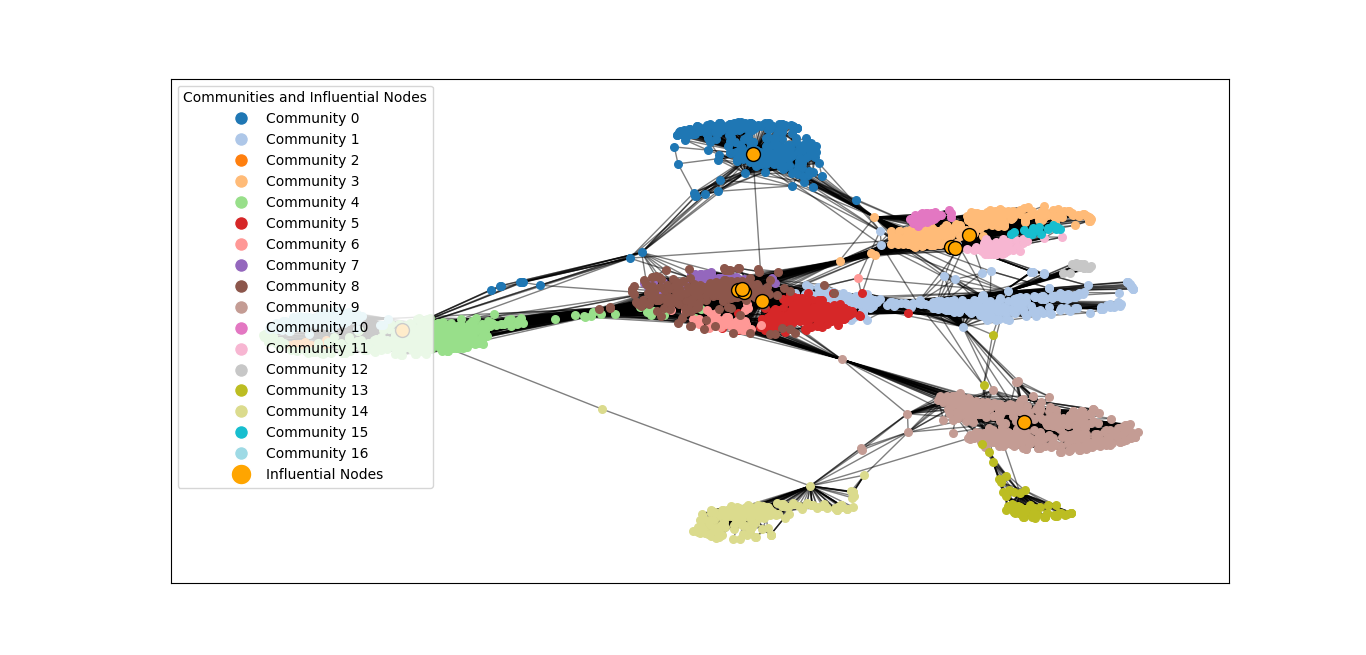 Communities and Influential Nodes
Community 0
Community 1
Community 2
Community 3
Community 4
Community 5
Community 6
Community 7
Community 8
Community 9
Community 10
Community 11
Community 12
Community 13
Community 14
Community 15
Community 16
Influential Nodes